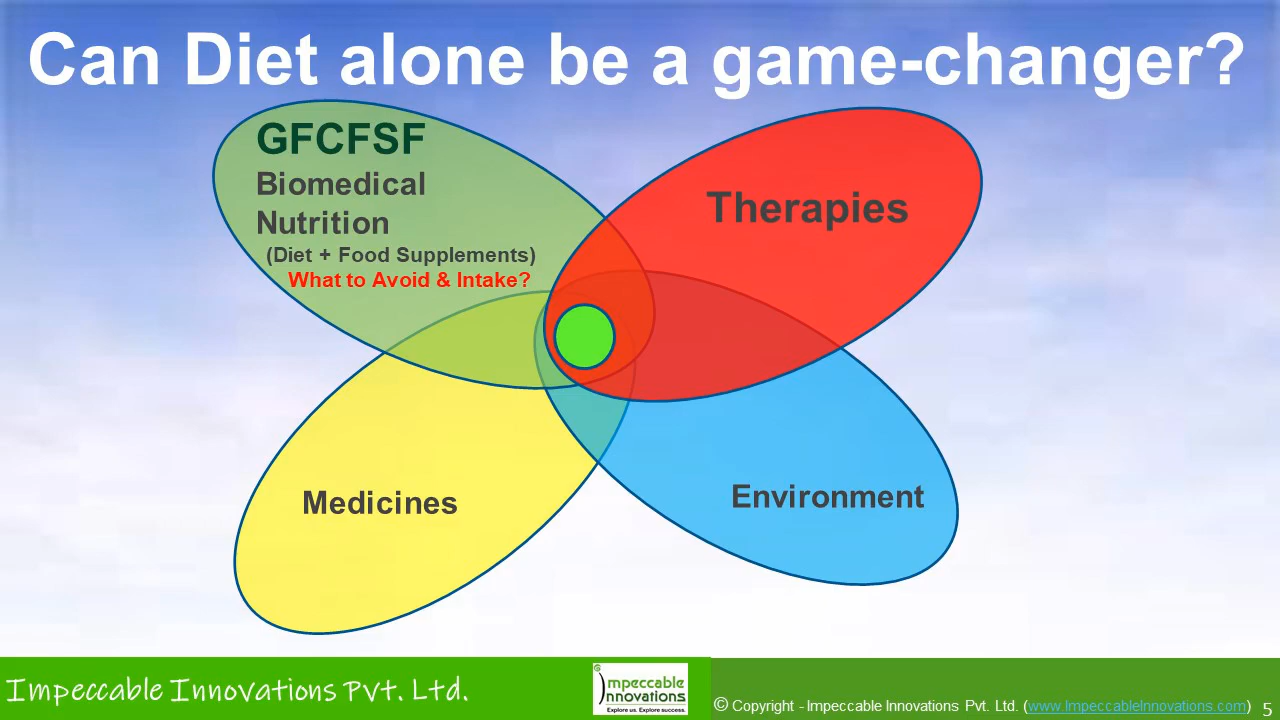 Can Diet alone be a game-changer?
GFCFSF
Biomedical
Nutrition
(Diet + Food Supplements)
What to Avoid & Intake?
Therapies
Medicines
Environment
Impeccable Innovations Pvt. Ltd.
Impeccable
Innovations
Explore us. Explore success.
© Copyright - Impeccable Innovations Pvt. Ltd. (www.ImpeccableInnovations.com) 5